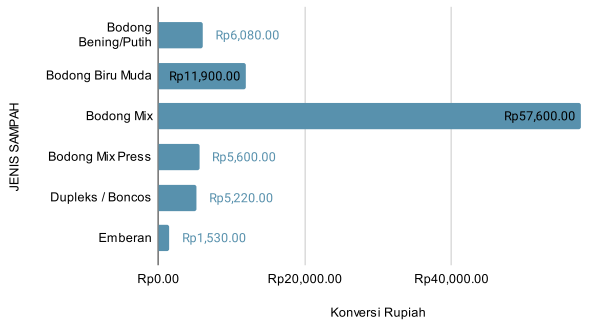 Bodong
Bening/Putih
Rp6,080.00
Bodong Biru Muda
Rp11,900.00
Bodong Mix
Rp57,600.00
Bodong Mix Press
Rp5,600.00
Dupleks / Boncos
Rp5,220.00
Emberan
Rp1,530.00
JENIS SAMPAH
Rp0.00
Rp20,000.00
Rp40,000.00
Konversi Rupiah